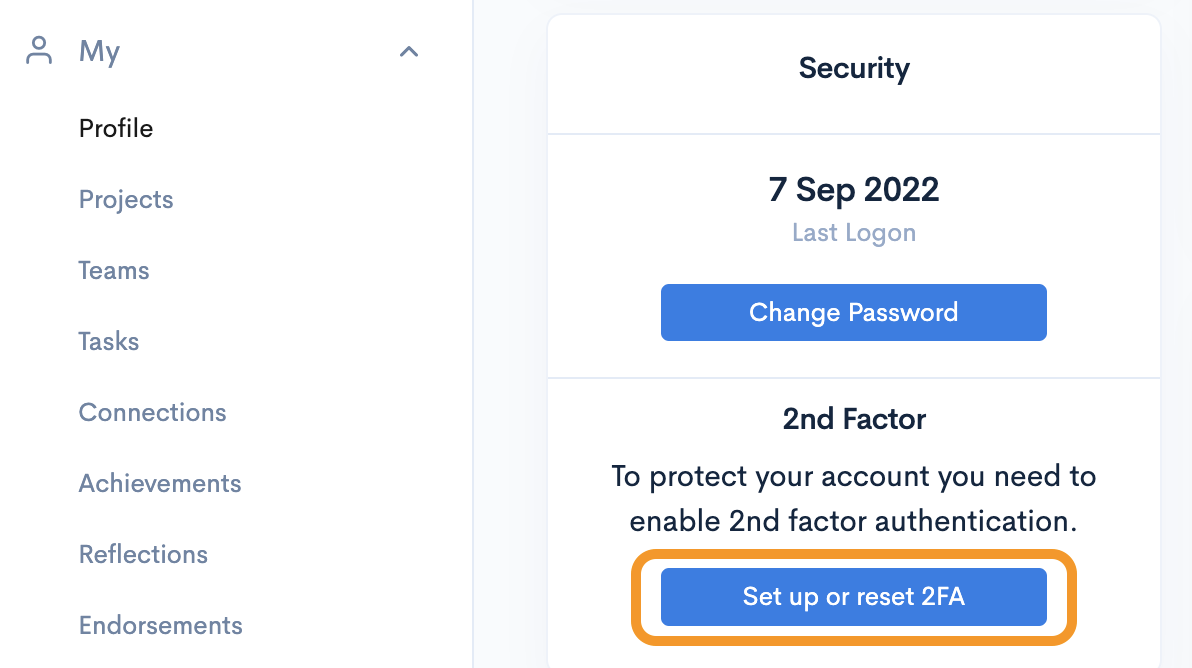 My
Profile
Projects
Teams
Tasks
Connections
Achievements
Reflections
Endorsements
Security
7 Sep 2022
Last Logon
Change Password
2nd Factor
To protect your account you need to
enable 2nd factor authentication.
Set up or reset 2FA